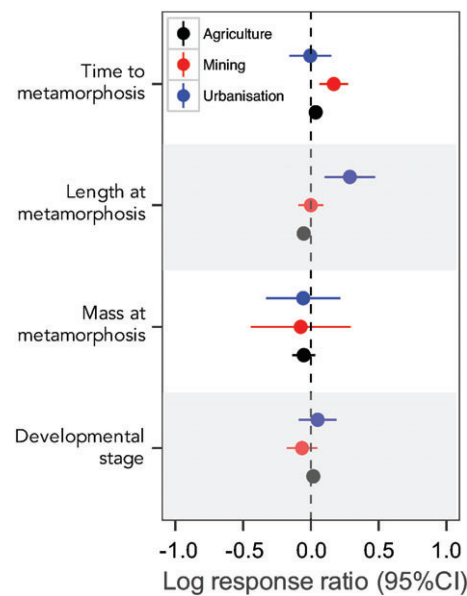 Agriculture
Mining
Urbanisation
Time to
metamorphosis
Length at
metamorphosis
Mass at
metamorphosis
Developmental
stage
-1.0 -0.5 0.0 0.5 1.0
Log response ratio (95%CI)